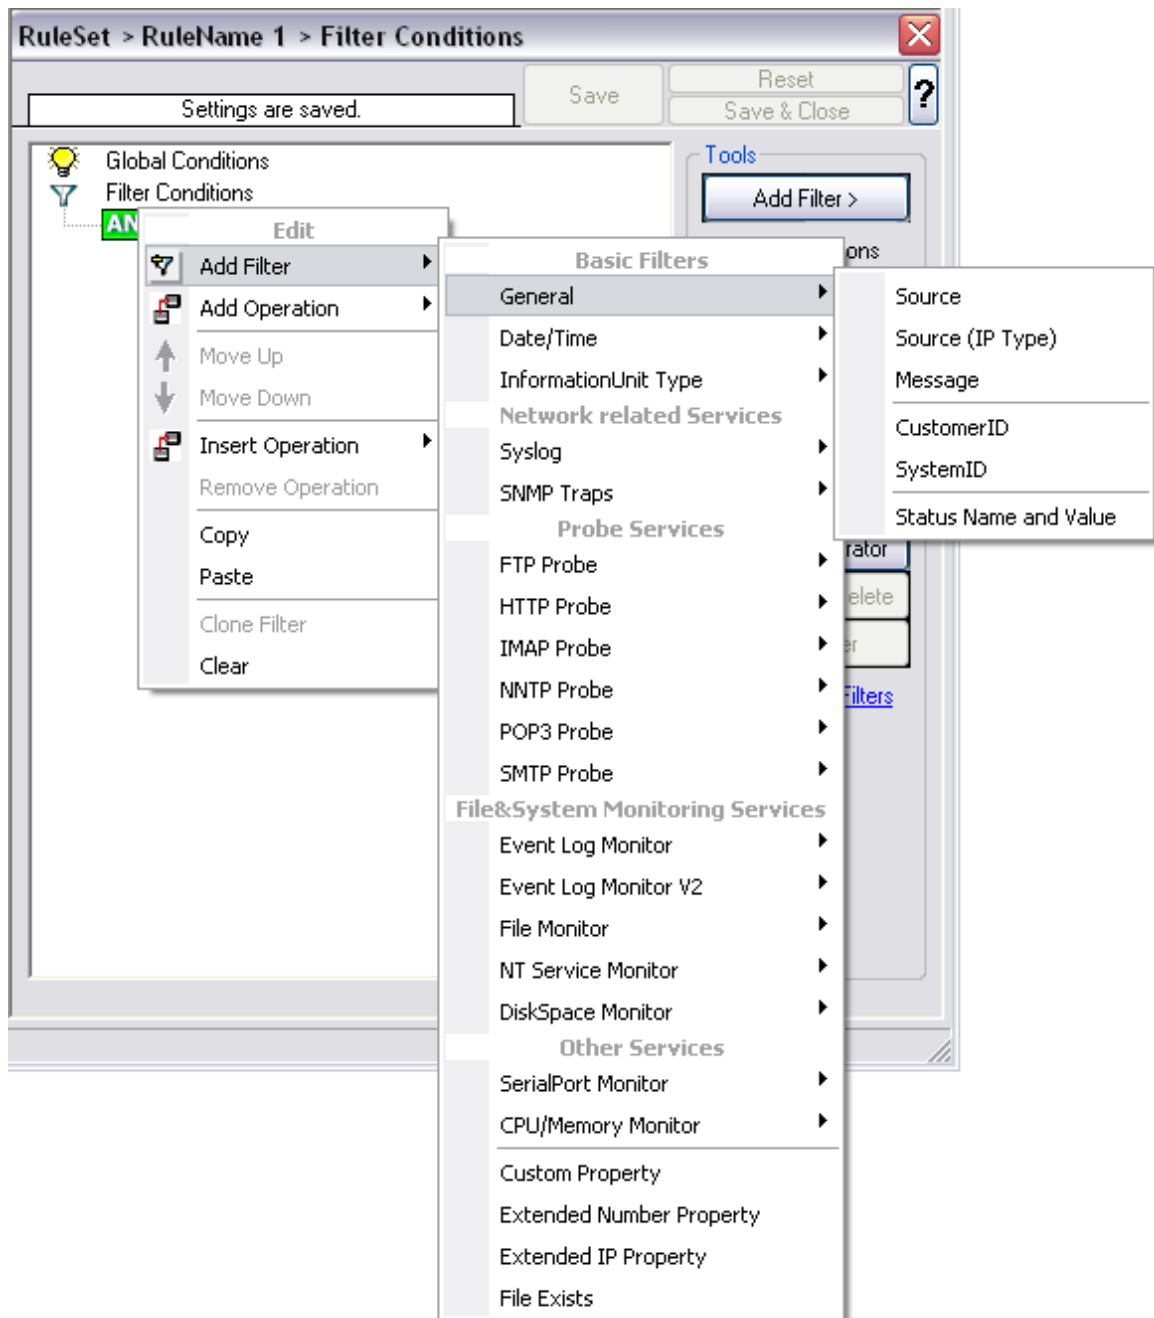 RuleSet > RuleName 1 > Filter Conditions
Save
Reset
Settings are saved.
Save & Close
?
Global Conditions
Filter Conditions
AN
Tools
Add Filter >
ons
rator
elete
er
Filters
Edit
Add Filter
Add Operation
Move Up
Move Down
Insert Operation
Remove Operation
Copy
Paste
Clone Filter
Clear
Basic Filters
General
Date/Time
InformationUnit Type
Network related Services
Syslog
SNMP Traps
Probe Services
FTP Probe
HTTP Probe
IMAP Probe
NNTP Probe
POP3 Probe
SMTP Probe
File&System Monitoring Services
Event Log Monitor
Event Log Monitor V2
File Monitor
NT Service Monitor
DiskSpace Monitor
Other Services
SerialPort Monitor
CPU/Memory Monitor
Custom Property
Extended Number Property
Extended IP Property
File Exists
Source
Source (IP Type)
Message
CustomerID
SystemID
Status Name and Value